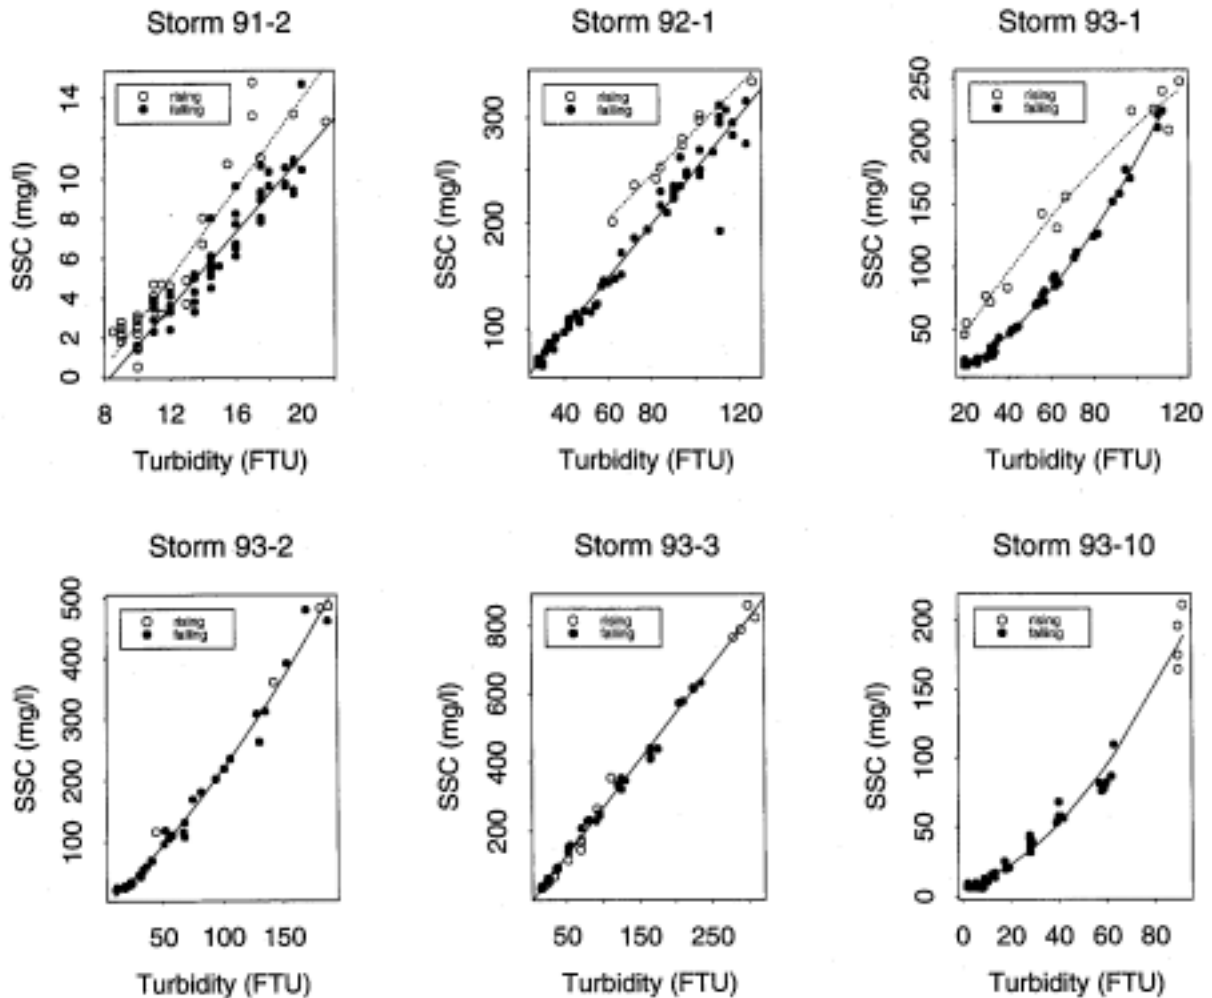 Storm 91-2
rising
falling
SSC (mg/l)
0 2 4 6 8 10 14
8 12 16 20
Turbidity (FTU)
Storm 92-1
rising
falling
SSC (mg/l)
100 200 300
40 60 80 120
Turbidity (FTU)
Storm 93-1
rising
falling
SSC (mg/l)
50 100 150 200 250
20 40 60 80 120
Turbidity (FTU)
Storm 93-2
rising
falling
SSC (mg/l)
100 200 300 400 500
50 100 150
Turbidity (FTU)
Storm 93-3
rising
falling
SSC (mg/l)
200 400 600 800
50 150 250
Turbidity (FTU)
Storm 93-10
rising
falling
SSC (mg/l)
0 50 100 150 200
0 20 40 60 80
Turbidity (FTU)